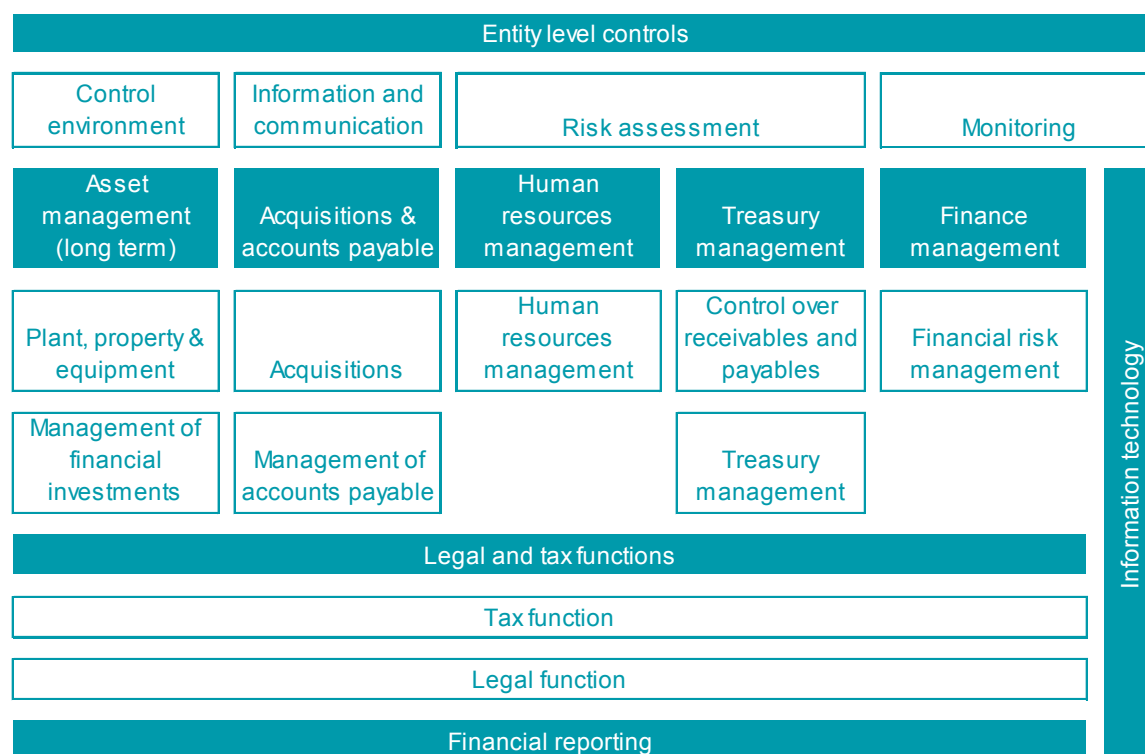 Entity level controls
Control
environment
Information and
communication
Risk assessment
Monitoring
Asset
management
(long term)
Acquisitions &
accounts payable
Human
resources
management
Treasury
management
Finance
management
Plant, property &
equipment
Acquisitions
Human
resources
management
Control over
receivables and
payables
Financial risk
management
Management of
financial
investments
Management of
accounts payable
Treasury
management
Information technology
Legal and tax functions
Tax function
Legal function
Financial reporting